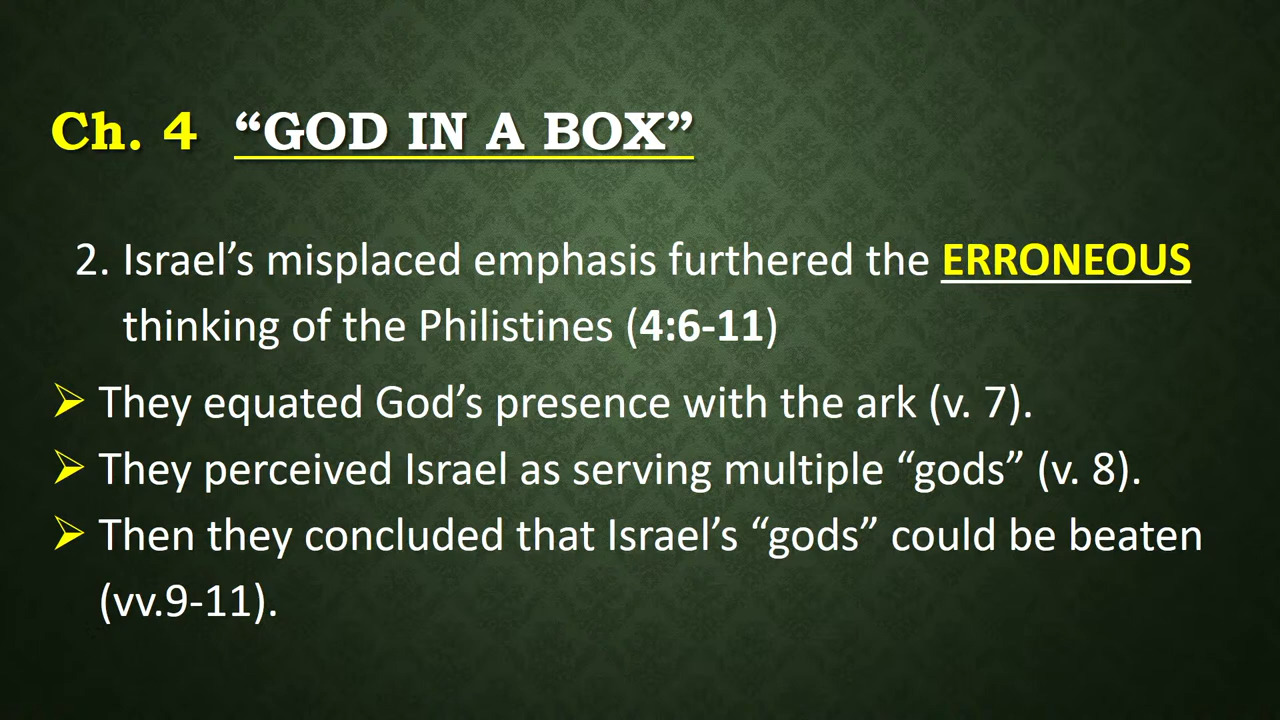 Ch. 4 “GOD IN A BOX”
2. Israel’s misplaced emphasis furthered the ERRONEOUS
thinking of the Philistines (4:6-11)
➢ They equated God’s presence with the ark (v. 7).
➢ They perceived Israel as serving multiple “gods” (v. 8).
➢ Then they concluded that Israel’s “gods” could be beaten
(vv.9-11).